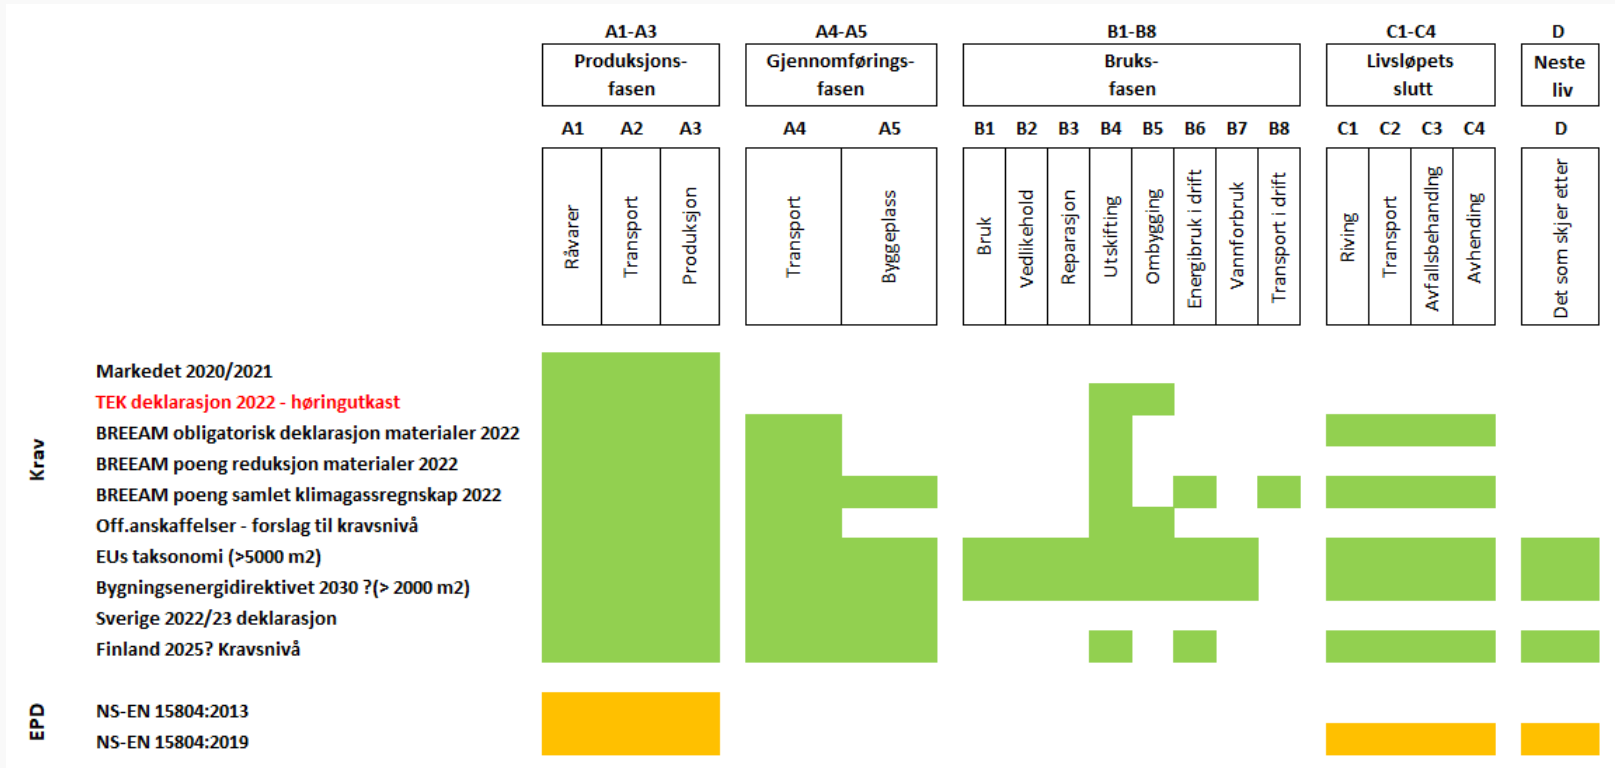 A1-A3 A4-A5 B1-B8 C1-C4 D
Produksjons- Gjennomførings- Bruks- Livsløpets Neste
fasen fasen fasen slutt liv
A1 A2 A3 A4 A5 B1 B2 B3 B4 B5 B6 B7 B8 C1 C2 C3 C4 D
Råvarer
Transport
Produksjon
Transport
Byggeplass
Bruk
Vedlikehold
Reparasjon
Utskifting
Ombygging
Energibruk i drift
Vannforbruk
Transport i drift
Riving
Transport
Avfallsbehandlng
Avhending
Det som skjer etter
Krav
Markedet 2020/2021
TEK deklarasjon 2022 - høringutkast
BREEAM obligatorisk deklarasjon materialer 2022
BREEAM poeng reduksjon materialer 2022
BREEAM poeng samlet klimagassregnskap 2022
Off.anskaffelser - forslag til kravsnivå
EUs taksonomi (>5000 m2)
Bygningsenergidirektivet 2030 ?(> 2000 m2)
Sverige 2022/23 deklarasjon
Finland 2025? Kravsnivå
EPD
NS-EN 15804:2013
NS-EN 15804:2019